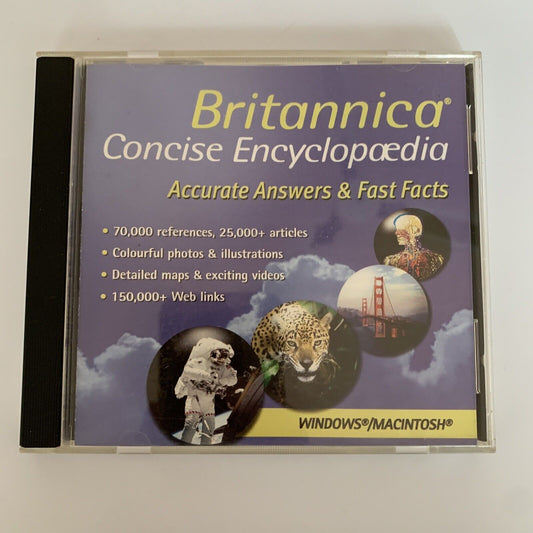 Britannica®
Concise Encyclopædia
Accurate Answers & Fast Facts
• 70,000 references, 25,000+ articles
• Colourful photos & illustrations
• Detailed maps & exciting videos
• 150,000+ Web links
WINDOWS®/MACINTOSH®